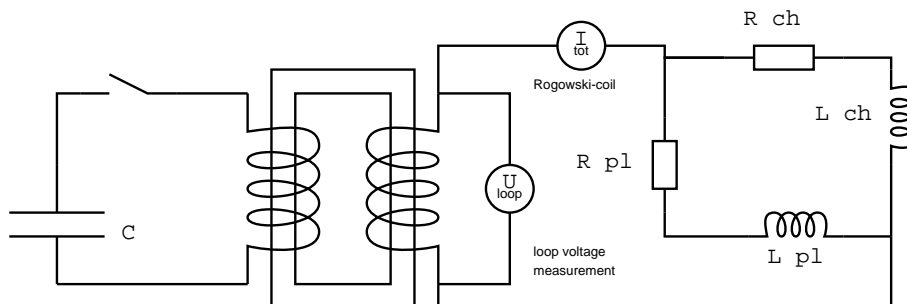 R ch
I
tot
Rogowski-coil
L ch
R pl
U
loop
C
loop voltage
measurement
L pl